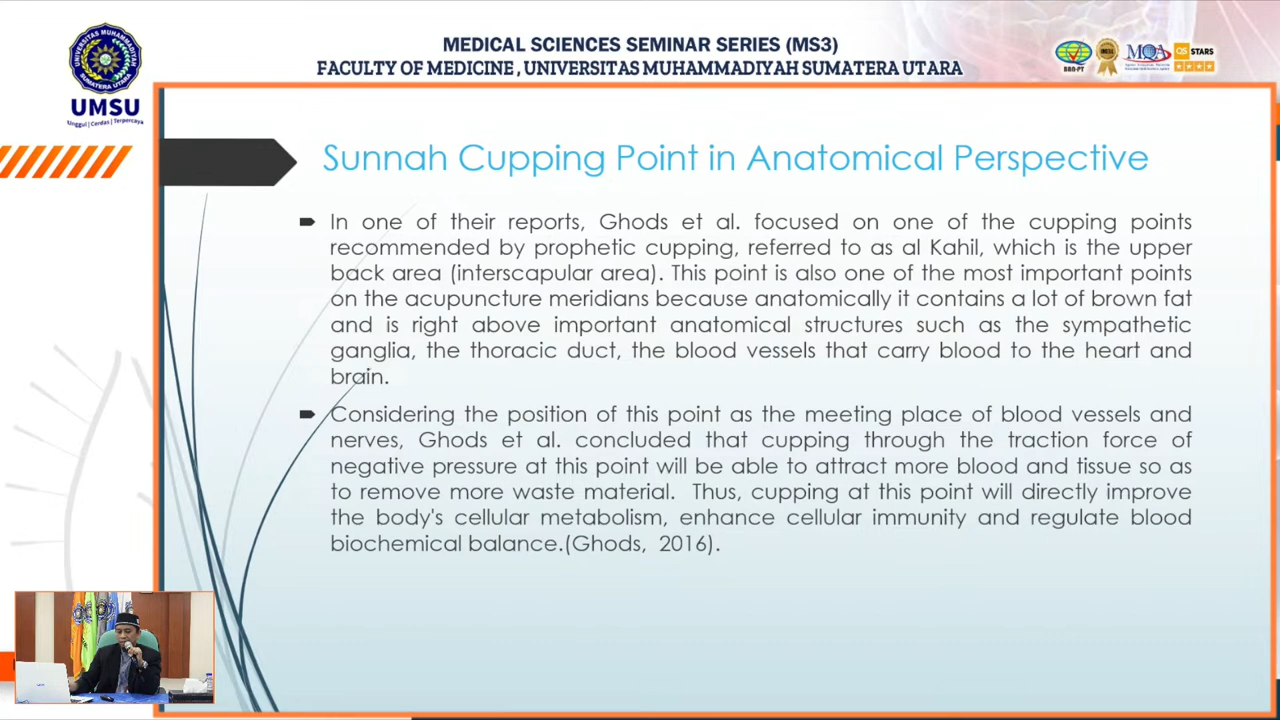 MEDICAL SCIENCES SEMINAR SERIES (MS3)
FACULTY OF MEDICINE , UNIVERSITAS MUHAMMADIYAH SUMATERA UTARA
UMSU
Unggul | Cerdas | Terpercaya
BAN-PT
MQA
QS STARS
Sunnah Cupping Point in Anatomical Perspective
In one of their reports, Ghods et al. focused on one of the cupping points
recommended by prophetic cupping, referred to as al Kahil, which is the upper
back area (interscapular area). This point is also one of the most important points
on the acupuncture meridians because anatomically it contains a lot of brown fat
and is right above important anatomical structures such as the sympathetic
ganglia, the thoracic duct, the blood vessels that carry blood to the heart and
brain.
Considering the position of this point as the meeting place of blood vessels and
nerves, Ghods et al. concluded that cupping through the traction force of
negative pressure at this point will be able to attract more blood and tissue so as
to remove more waste material.  Thus, cupping at this point will directly improve
the body's cellular metabolism, enhance cellular immunity and regulate blood
biochemical balance.(Ghods,  2016).